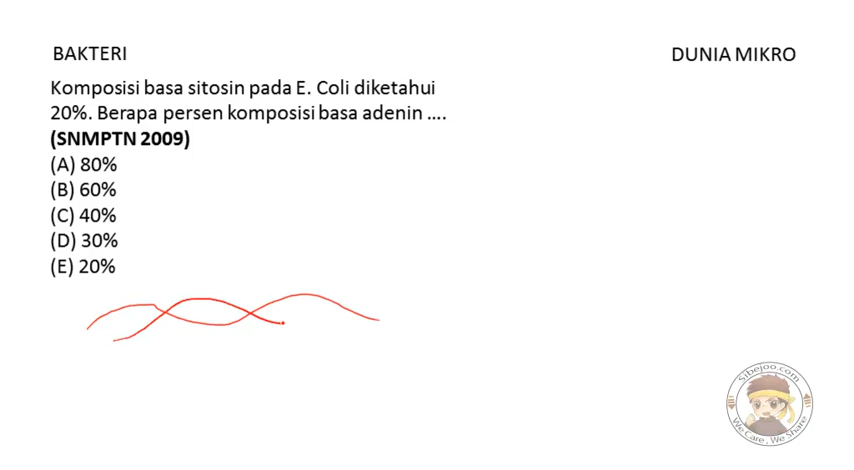 BAKTERI
DUNIA MIKRO
Komposisi basa sitosin pada E. Coli diketahui
20%. Berapa persen komposisi basa adenin ....
(SNMPTN 2009)
(A) 80%
(B) 60%
(C) 40%
(D) 30%
(E) 20%
Sibejoo.com
We Care, We Share